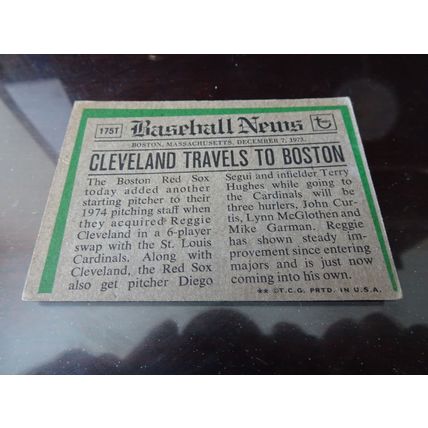 175T
Baseball News
BOSTON, MASSACHUSETTS, DECEMBER 7, 1973.
CLEVELAND TRAVELS TO BOSTON
The Boston Red Sox
today added another
starting pitcher to their
1974 pitching staff when
they acquired Reggie
Cleveland in a 6-player
swap with the St. Louis
Cardinals. Along with
Cleveland, the Red Sox
also get pitcher Diego
Segui and infielder Terry
Hughes while going to
the Cardinals will be
three hurlers, John Cur-
tis, Lynn McGlothen and
Mike Garman. Reggie
has shown steady im-
provement since entering
majors and is just now
coming into his own.
** ©T.C.G. PRTD. IN U.S.A.